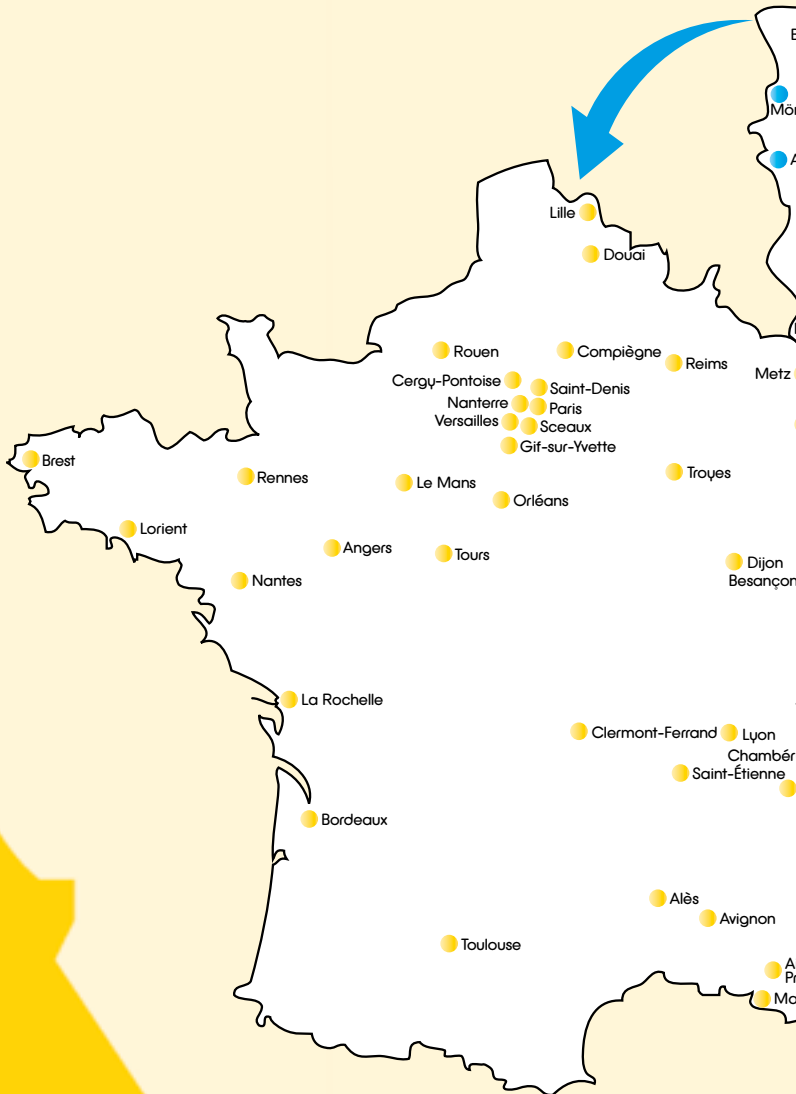 Lille
Douai
Rouen
Compiègne
Reims
Metz
Cergy-Pontoise
Saint-Denis
Nanterre
Paris
Versailles
Sceaux
Gif-sur-Yvette
Brest
Rennes
Le Mans
Troyes
Orléans
Lorient
Angers
Tours
Dijon
Besançon
Nantes
La Rochelle
Clermont-Ferrand
Lyon
Chambér
Saint-Étienne
Bordeaux
Alès
Avignon
Toulouse